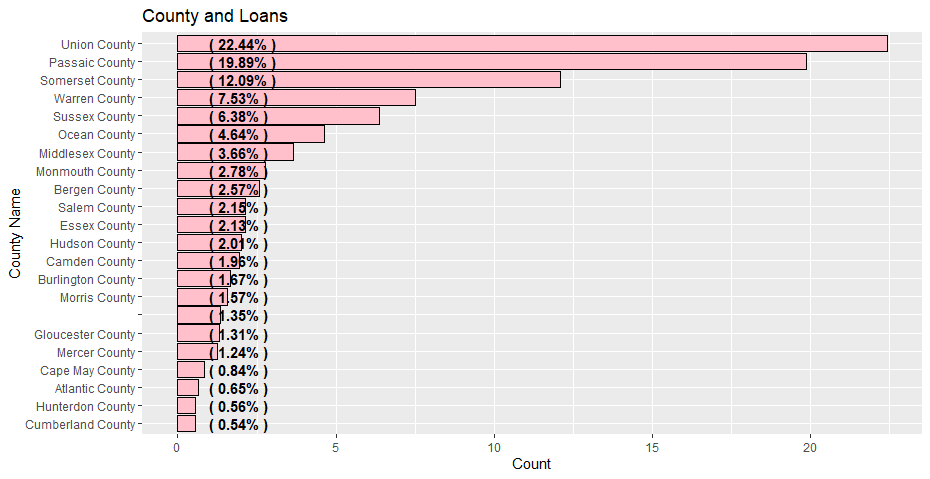 County and Loans
County Name
Union County ( 22.44% )
Passaic County ( 19.89% )
Somerset County ( 12.09% )
Warren County ( 7.53% )
Sussex County ( 6.38% )
Ocean County ( 4.64% )
Middlesex County ( 3.66% )
Monmouth County ( 2.78% )
Bergen County ( 2.57% )
Salem County ( 2.15% )
Essex County ( 2.13% )
Hudson County ( 2.01% )
Camden County ( 1.96% )
Burlington County ( 1.67% )
Morris County ( 1.57% )
( 1.35% )
Gloucester County ( 1.31% )
Mercer County ( 1.24% )
Cape May County ( 0.84% )
Atlantic County ( 0.65% )
Hunterdon County ( 0.56% )
Cumberland County ( 0.54% )
0 5 10 15 20
Count